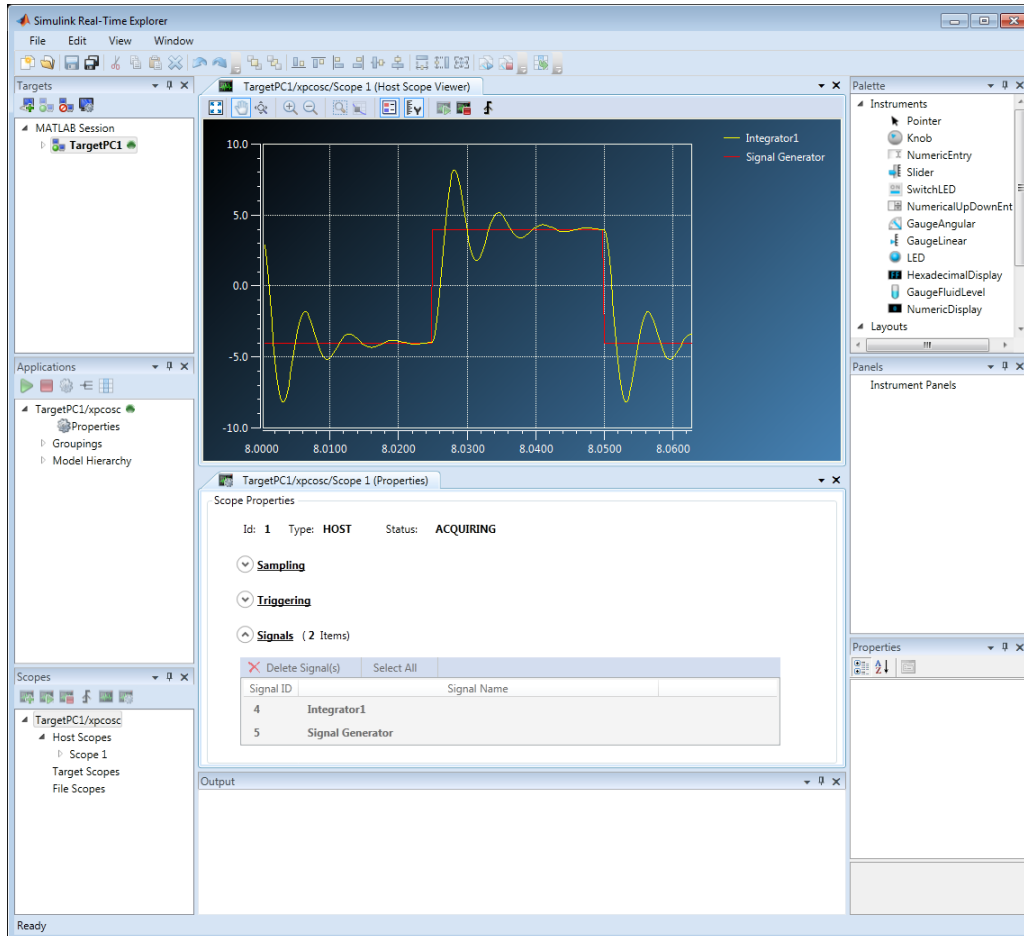 Simulink Real-Time Explorer
File Edit View Window
Targets
MATLAB Session
TargetPC1
Applications
TargetPC1/xpcosc
Properties
Groupings
Model Hierarchy
Scopes
TargetPC1/xpcosc
Host Scopes
Scope 1
Target Scopes
File Scopes
TargetPC1/xpcosc/Scope 1 (Host Scope Viewer)
Integrator1
Signal Generator
10.0
5.0
0.0
-5.0
-10.0
8.0000 8.0100 8.0200 8.0300 8.0400 8.0500 8.0600
TargetPC1/xpcosc/Scope 1 (Properties)
Scope Properties
Id: 1 Type: HOST Status: ACQUIRING
Sampling
Triggering
Signals ( 2 Items)
Delete Signal(s) Select All
Signal ID Signal Name
4 Integrator1
5 Signal Generator
Output
Palette
Instruments
Pointer
Knob
NumericEntry
Slider
SwitchLED
NumericalUpDownEnt
GaugeAngular
GaugeLinear
LED
HexadecimalDisplay
GaugeFluidLevel
NumericDisplay
Layouts
Panels
Instrument Panels
Properties
Ready